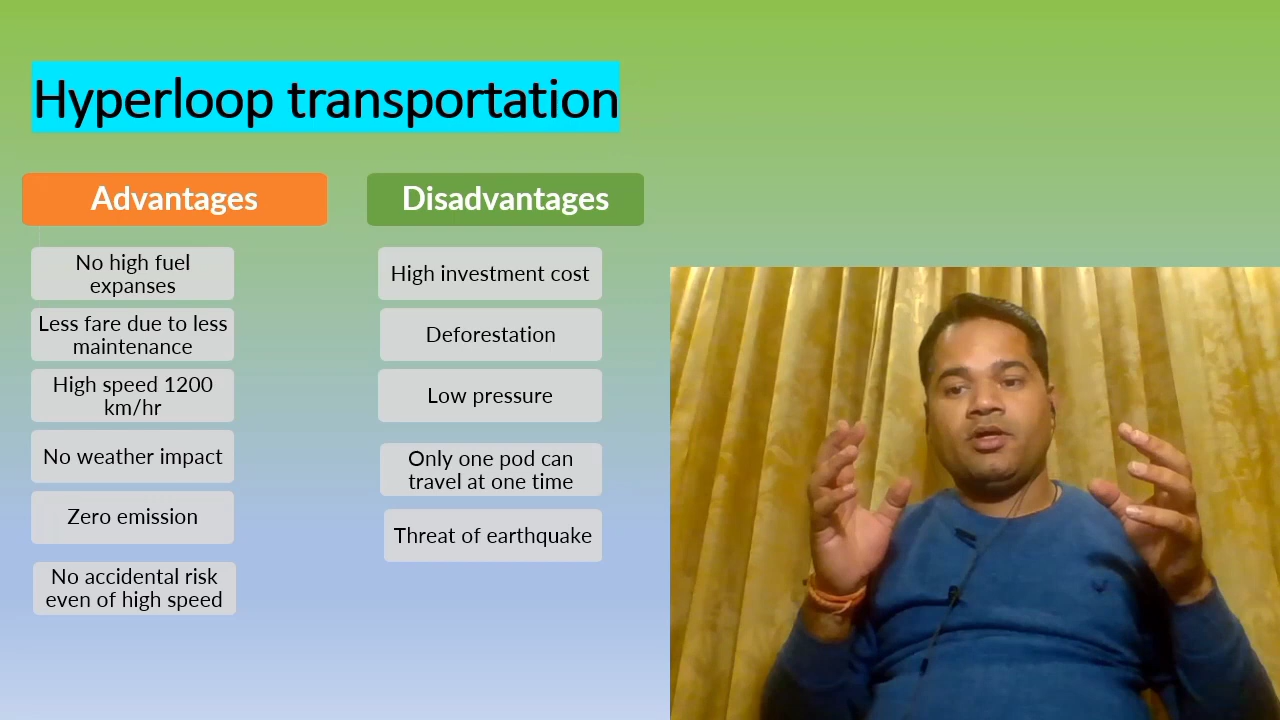 Hyperloop transportation
Advantages
No high fuel
expanses
Less fare due to less
maintenance
High speed 1200
km/hr
No weather impact
Zero emission
No accidental risk
even of high speed
Disadvantages
High investment cost
Deforestation
Low pressure
Only one pod can
travel at one time
Threat of earthquake